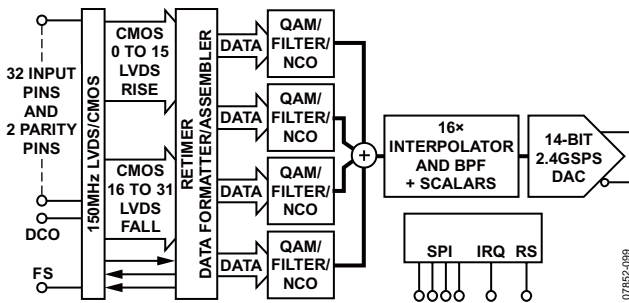 32 INPUT
PINS
AND
2 PARITY
PINS
DCO
FS
150MHz LVDS/CMOS
CMOS
0 TO 15
LVDS
RISE
CMOS
16 TO 31
LVDS
FALL
RETIMER
DATA FORMATTER/ASSEMBLER
DATA
QAM/
FILTER/
NCO
DATA
QAM/
FILTER/
NCO
DATA
QAM/
FILTER/
NCO
DATA
QAM/
FILTER/
NCO
16×
INTERPOLATOR
AND BPF
+ SCALARS
14-BIT
2.4GSPS
DAC
SPI IRQ RS
07852-099